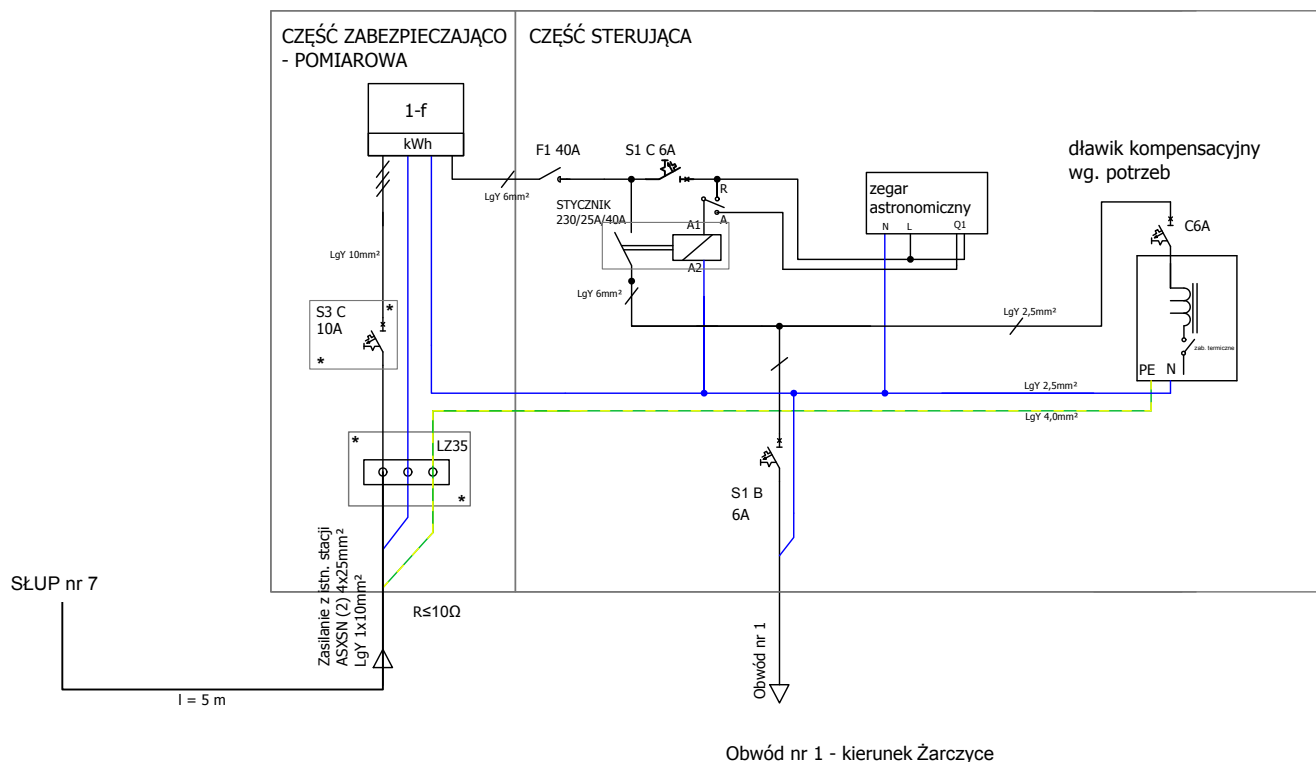 CZĘŚĆ ZABEZPIECZAJĄCO
- POMIAROWA
CZĘŚĆ STERUJĄCA
1-f
kWh
F1 40A
S1 C 6A
LgY 6mm²
STYCZNIK
230/25A/40A
R
A
A1
A2
zegar
astronomiczny
N L Q1
dławik kompensacyjny
wg. potrzeb
C6A
LgY 10mm²
LgY 6mm²
LgY 2,5mm²
S3 C
10A
*
*
zab. termiczne
PE N
LgY 2,5mm²
LgY 4,0mm²
*
LZ35
*
S1 B
6A
Zasilanie z istn. stacji
ASXSN (2) 4x25mm²
LgY 1x10mm²
SŁUP nr 7
R≤10Ω
l = 5 m
Obwód nr 1
Obwód nr 1 - kierunek Żarczyce